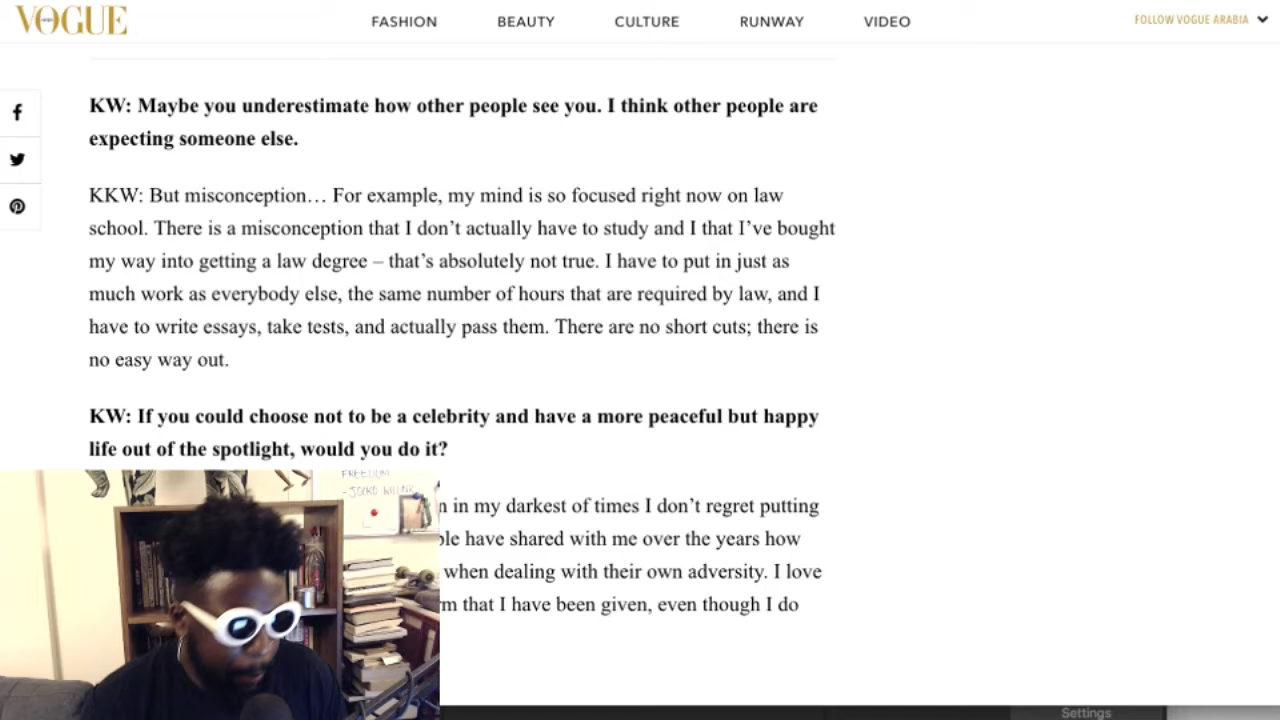 VOGUE
FASHION BEAUTY CULTURE RUNWAY VIDEO
FOLLOW VOGUE ARABIA
KW: Maybe you underestimate how other people see you. I think other people are
expecting someone else.
KKW: But misconception… For example, my mind is so focused right now on law
school. There is a misconception that I don’t actually have to study and I that I’ve bought
my way into getting a law degree – that’s absolutely not true. I have to put in just as
much work as everybody else, the same number of hours that are required by law, and I
have to write essays, take tests, and actually pass them. There are no short cuts; there is
no easy way out.
KW: If you could choose not to be a celebrity and have a more peaceful but happy
life out of the spotlight, would you do it?
in my darkest of times I don’t regret putting
have shared with me over the years how
when dealing with their own adversity. I love
that I have been given, even though I do
FREEDOM
- JOCKO
Settings